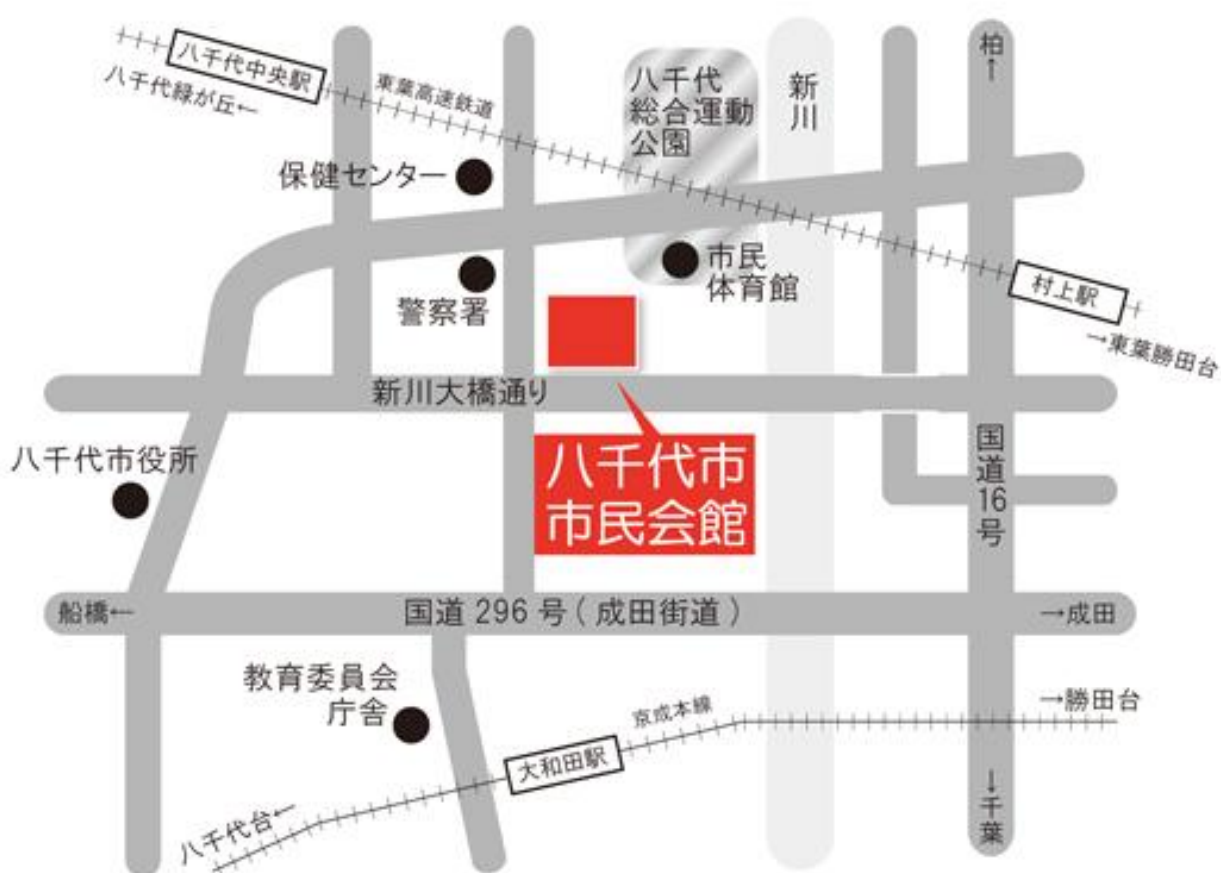 八千代中央駅
八千代緑が丘←
東葉高速鉄道
八千代
総合運動
公園
新川
柏←
保健センター
市民
体育館
警察署
村上駅
→東葉勝田台
新川大橋通り
八千代市役所
八千代市
市民会館
国道16号
船橋←
国道 296 号 ( 成田街道 )
→成田
教育委員会
庁舎
京成本線
→勝田台
大和田駅
八千代台←
→千葉